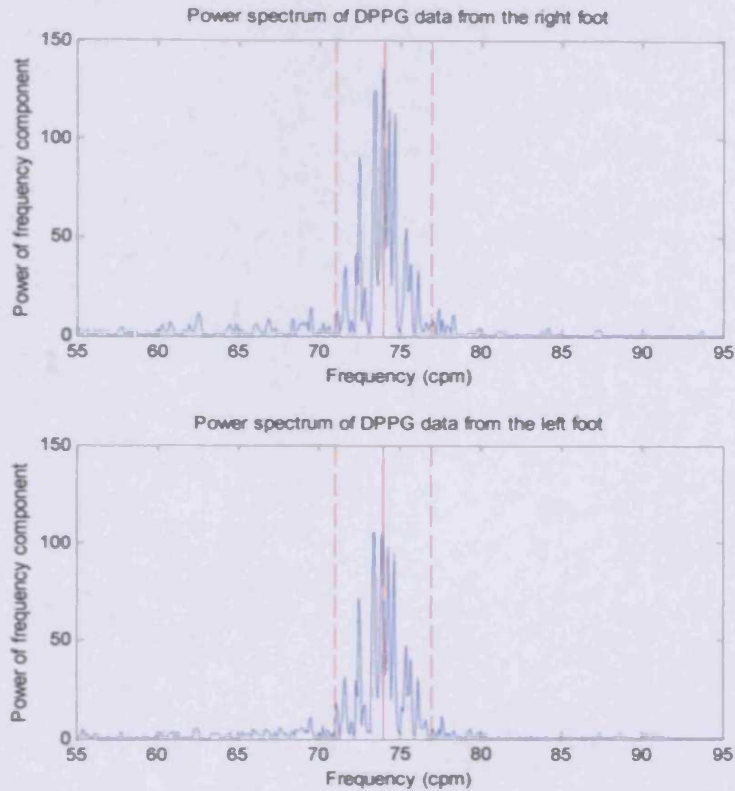 Power spectrum of DPPG data from the right foot
150
100
50
0
Power of frequency component
55 60 65 70 75 80 85 90 95
Frequency (cpm)
Power spectrum of DPPG data from the left foot
150
100
50
0
Power of frequency component
55 60 65 70 75 80 85 90 95
Frequency (cpm)